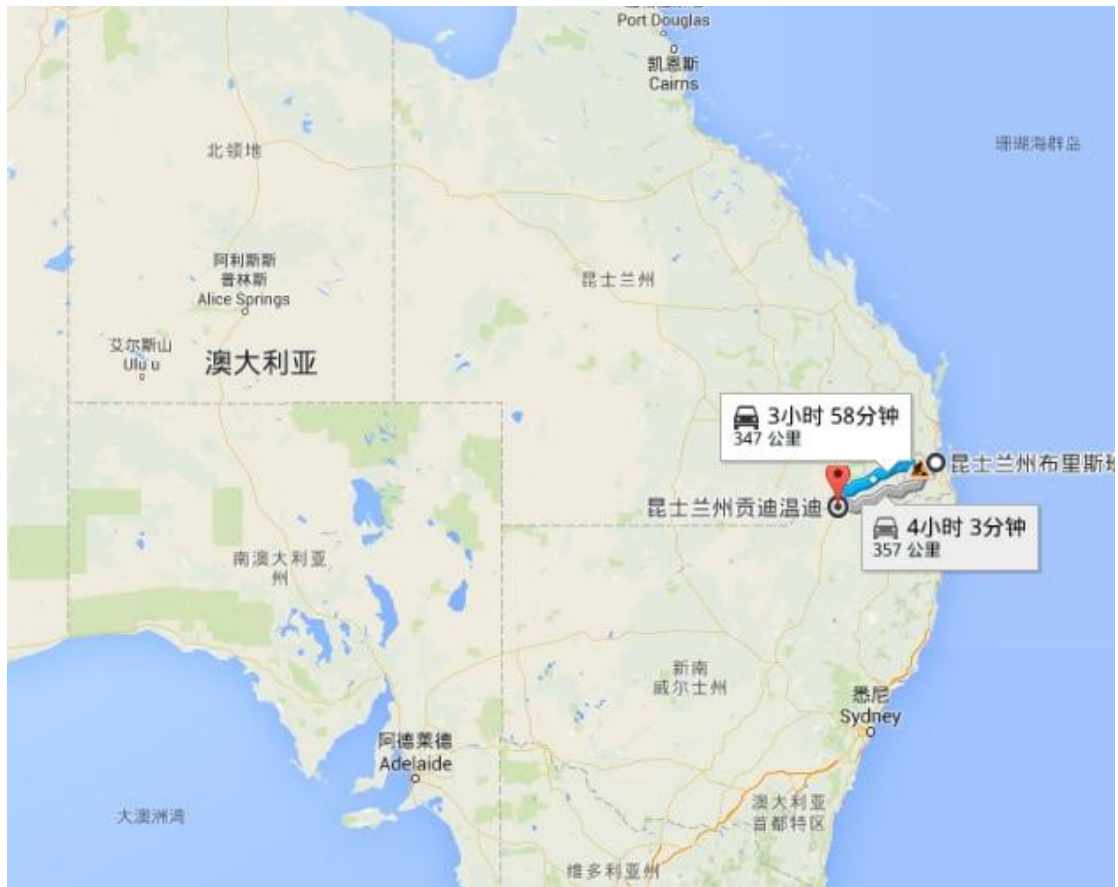 Port Douglas
凯恩斯
Cairns
珊瑚海群岛
北领地
阿利斯斯
普林斯
Alice Springs
昆士兰州
艾尔斯山
Uluṟu
澳大利亚
3小时 58分钟
347 公里
昆士兰州布里斯班
昆士兰州贡迪温迪
4小时 3分钟
357 公里
南澳大利亚
州
新南
威尔士州
悉尼
Sydney
阿德莱德
Adelaide
大澳洲湾
澳大利亚
首都特区
维多利亚州